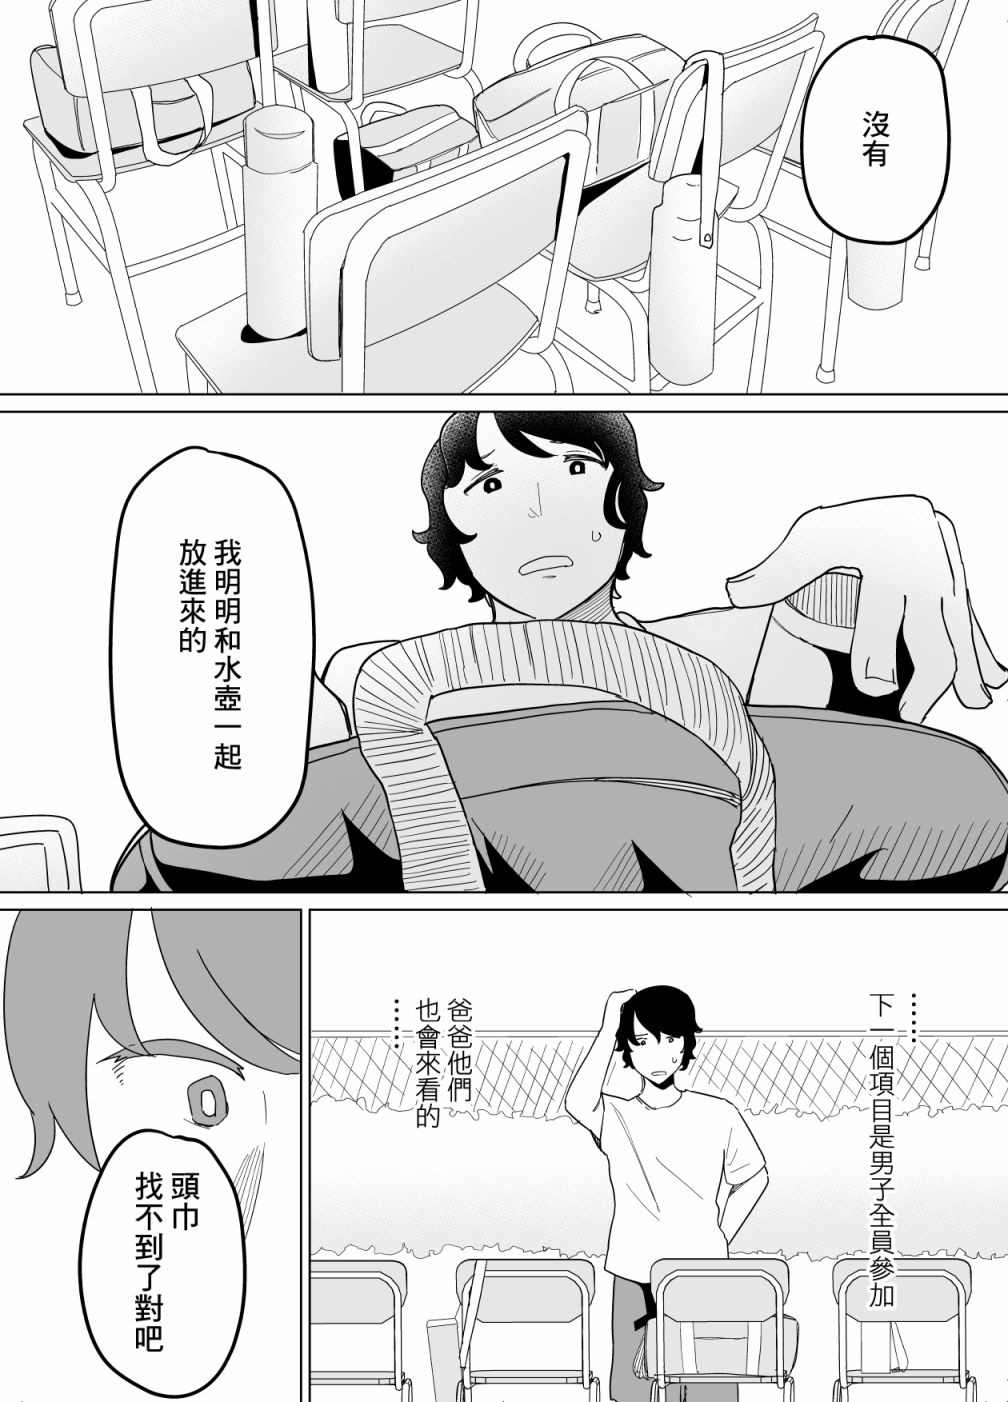 沒有
我明明和水壺一起
放進來的
……
下一個項目是男子全員參加
爸爸他們
也會來看的
……
頭巾
找不到了對吧